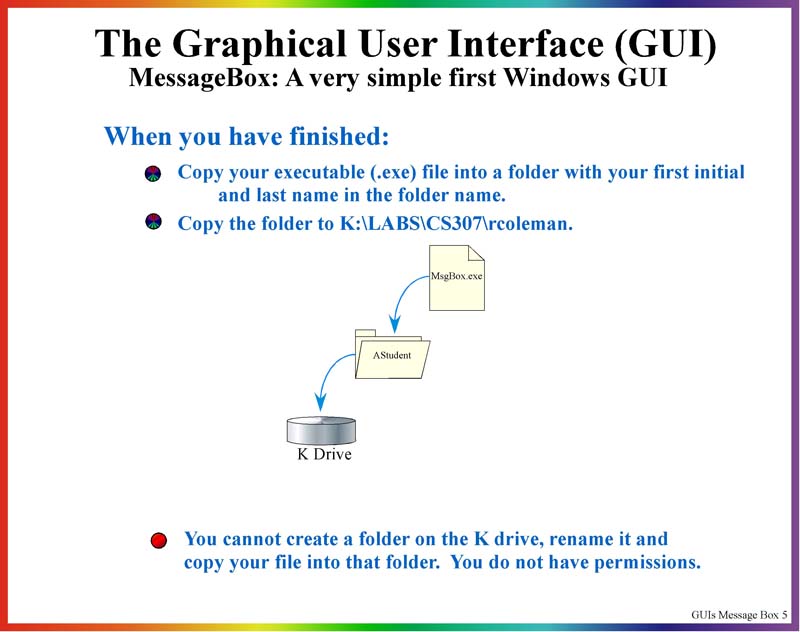 The Graphical User Interface (GUI)
MessageBox: A very simple first Windows GUI
When you have finished:
Copy your executable (.exe) file into a folder with your first initial
and last name in the folder name.
Copy the folder to K:\LABS\CS307\rcoleman.
MsgBox.exe
AStudent
K Drive
You cannot create a folder on the K drive, rename it and
copy your file into that folder.  You do not have permissions.
GUIs Message Box 5